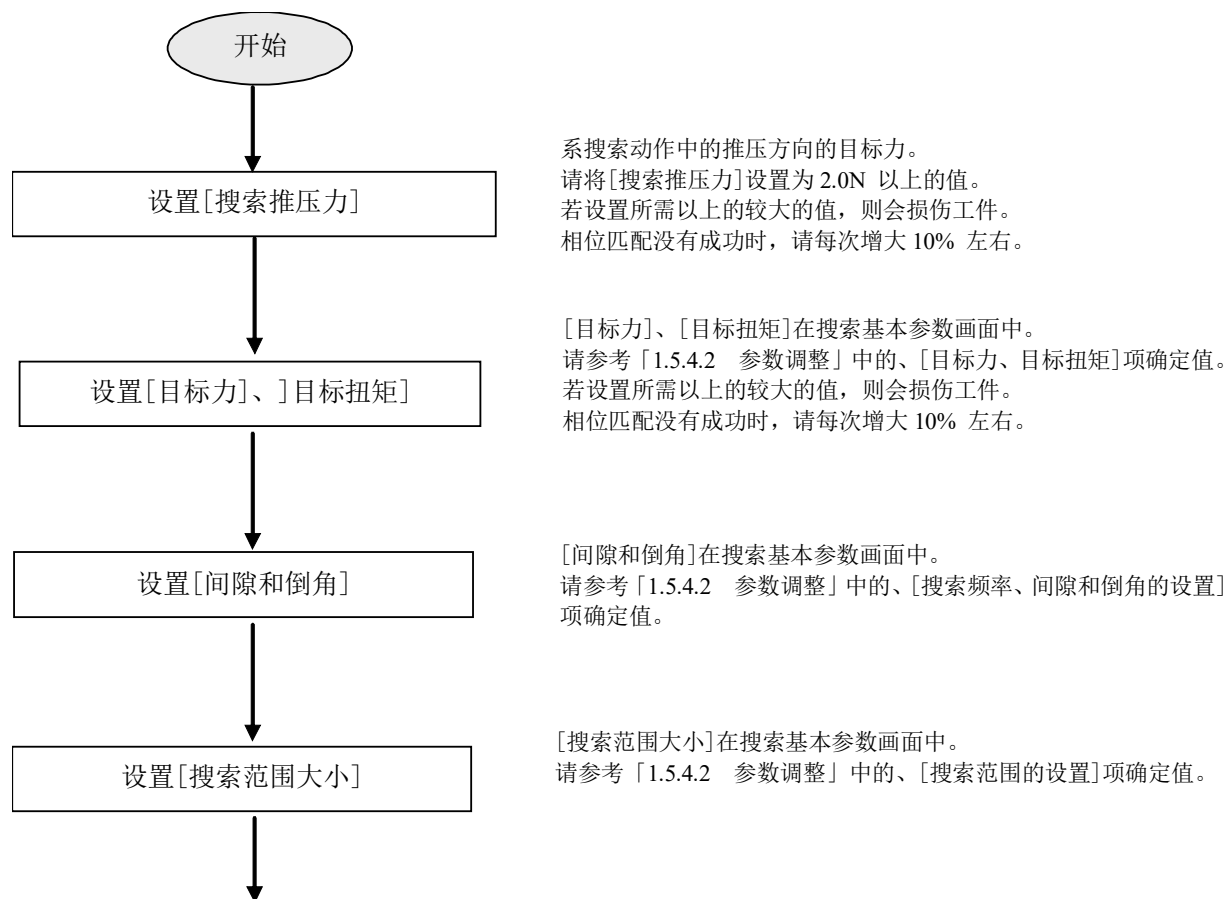 开始
设置[搜索推压力]
系搜索动作中的推压方向的目标力。
请将[搜索推压力]设置为 2.0N 以上的值。
若设置所需以上的较大的值，则会损伤工件。
相位匹配没有成功时，请每次增大 10% 左右。
设置[目标力]、]目标扭矩]
[目标力]、[目标扭矩]在搜索基本参数画面中。
请参考「1.5.4.2 参数调整」中的、[目标力、目标扭矩]项确定值。
若设置所需以上的较大的值，则会损伤工件。
相位匹配没有成功时，请每次增大 10% 左右。
设置[间隙和倒角]
[间隙和倒角]在搜索基本参数画面中。
请参考「1.5.4.2 参数调整」中的、[搜索频率、间隙和倒角的设置]
项确定值。
设置[搜索范围大小]
[搜索范围大小]在搜索基本参数画面中。
请参考「1.5.4.2 参数调整」中的、[搜索范围的设置]项确定值。